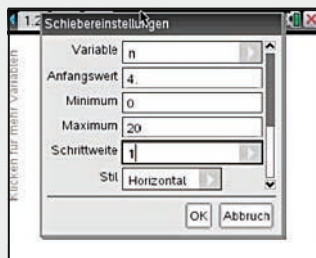 1.2
Schiebereinstellungen
Variable n
Anfangswert 4.
Minimum 0
Maximum 20
Schrittweite 1
Stil Horizontal
OK Abbruch
Klicken für mehr Variablen